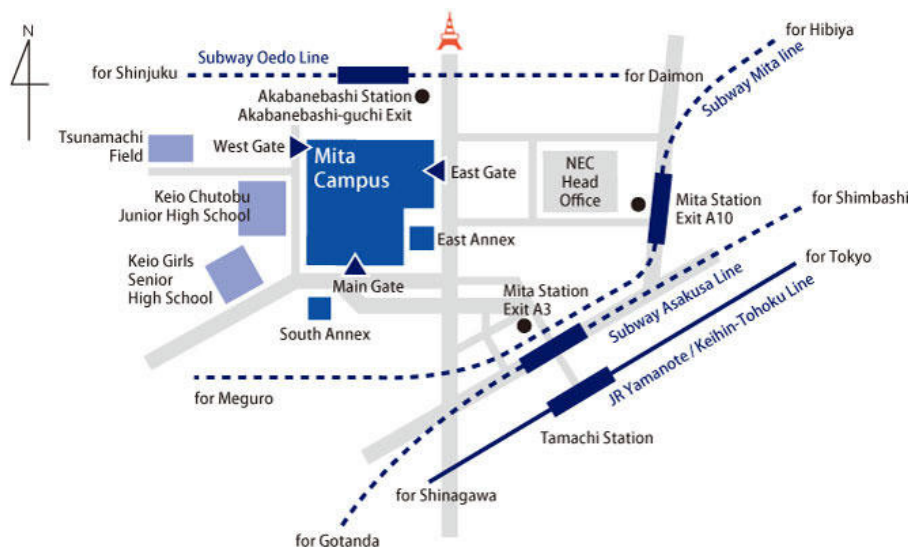 N
for Hibiya
Subway Oedo Line
for Shinjuku
for Daimon
Subway Mita line
Akabanebashi Station
Akabanebashi-guchi Exit
Tsunamachi
Field
West Gate
Mita
Campus
East Gate
NEC
Head
Office
Keio Chutobu
Junior High School
Mita Station
Exit A10
for Shimbashi
East Annex
Keio Girls
Senior
High School
Main Gate
for Tokyo
Mita Station
Exit A3
Subway Asakusa Line
South Annex
JR Yamanote / Keihin-Tohoku Line
for Meguro
Tamachi Station
for Shinagawa
for Gotanda